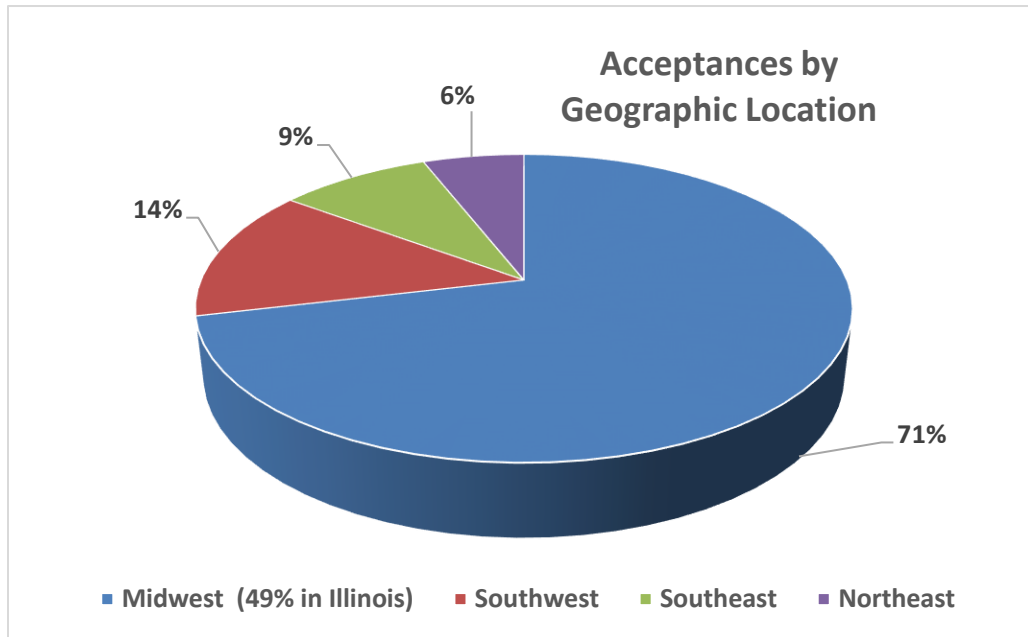 Acceptances by
Geographic Location
6%
9%
14%
71%
Midwest (49% in Illinois) Southwest Southeast Northeast